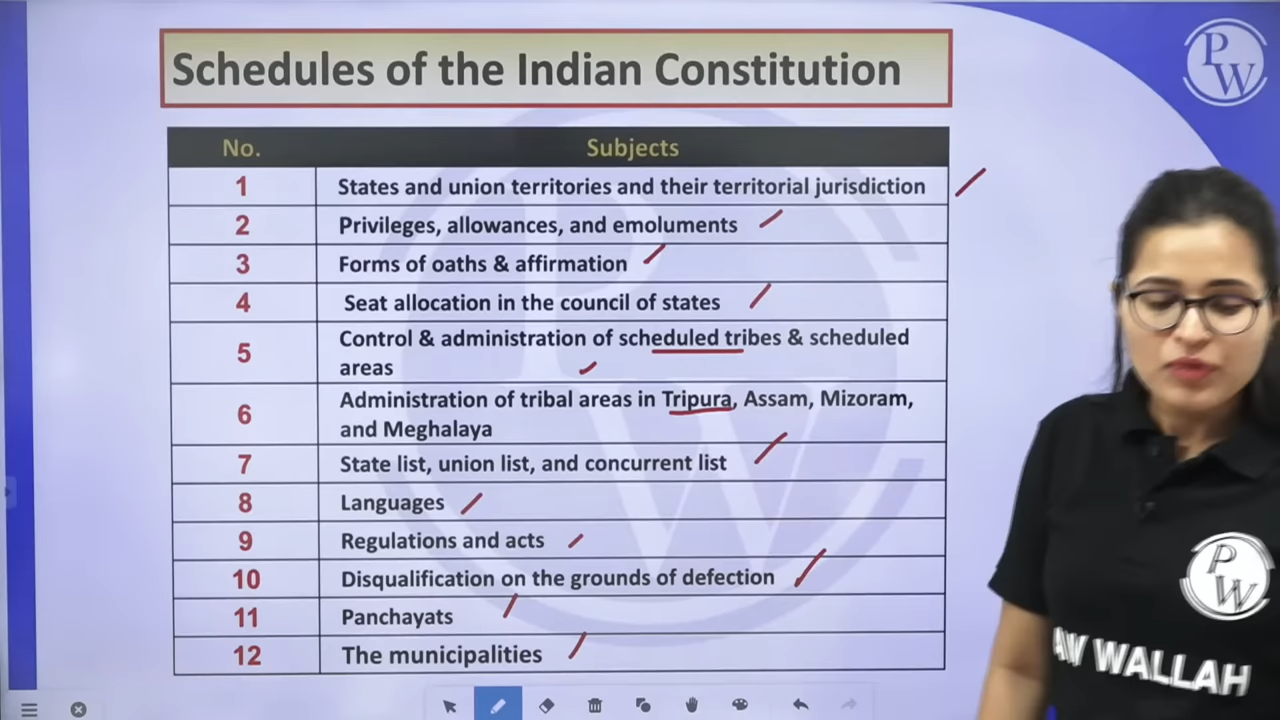 Schedules of the Indian Constitution
PW
No. Subjects
1 States and union territories and their territorial jurisdiction
2 Privileges, allowances, and emoluments
3 Forms of oaths & affirmation
4 Seat allocation in the council of states
5 Control & administration of scheduled tribes & scheduled
areas
6 Administration of tribal areas in Tripura, Assam, Mizoram,
and Meghalaya
7 State list, union list, and concurrent list
8 Languages
9 Regulations and acts
10 Disqualification on the grounds of defection
11 Panchayats
12 The municipalities
PW
WALLAH